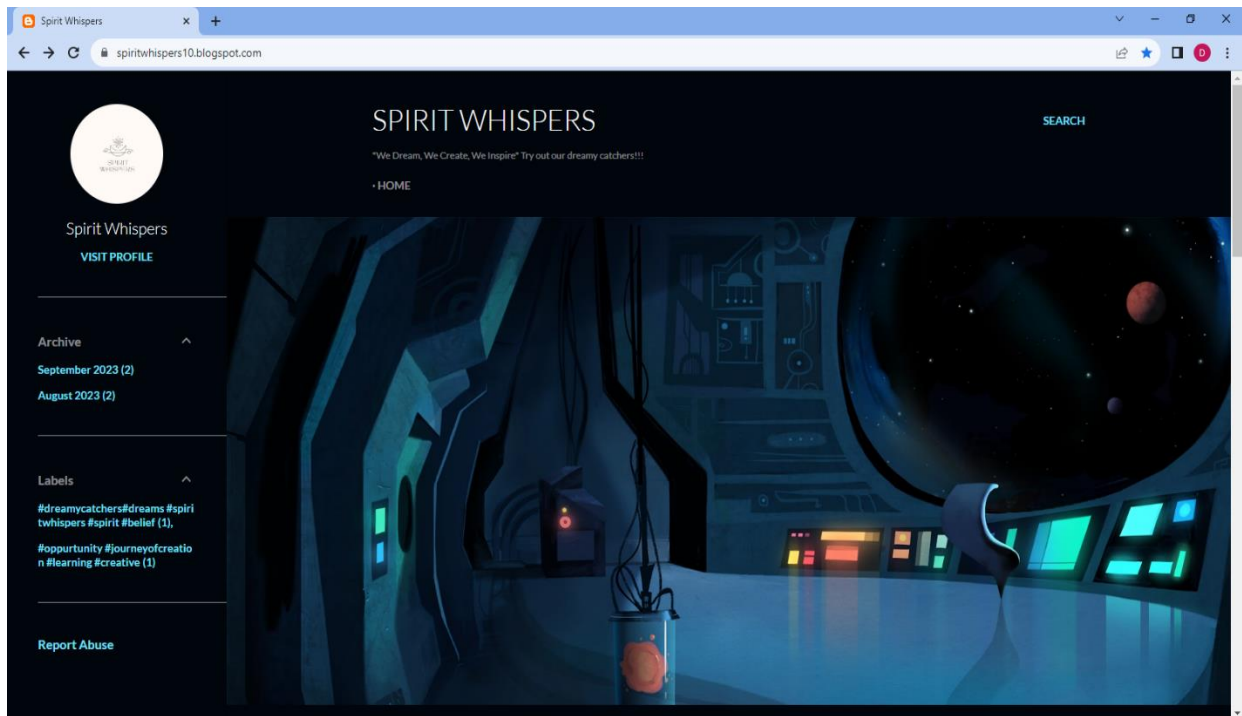 Spirit Whispers
spiritwhispers10.blogspot.com
D
SPIRIT
WHISPERS
Spirit Whispers
VISIT PROFILE
SPIRIT WHISPERS
"We Dream, We Create, We Inspire" Try out our dreamy catchers!!!
• HOME
SEARCH
Archive
September 2023 (2)
August 2023 (2)
Labels
#dreamycatchers#dreams #spiri
twhispers #spirit #belief (1),
#oppurtunity #journeyofcreatio
n #learning #creative (1)
Report Abuse